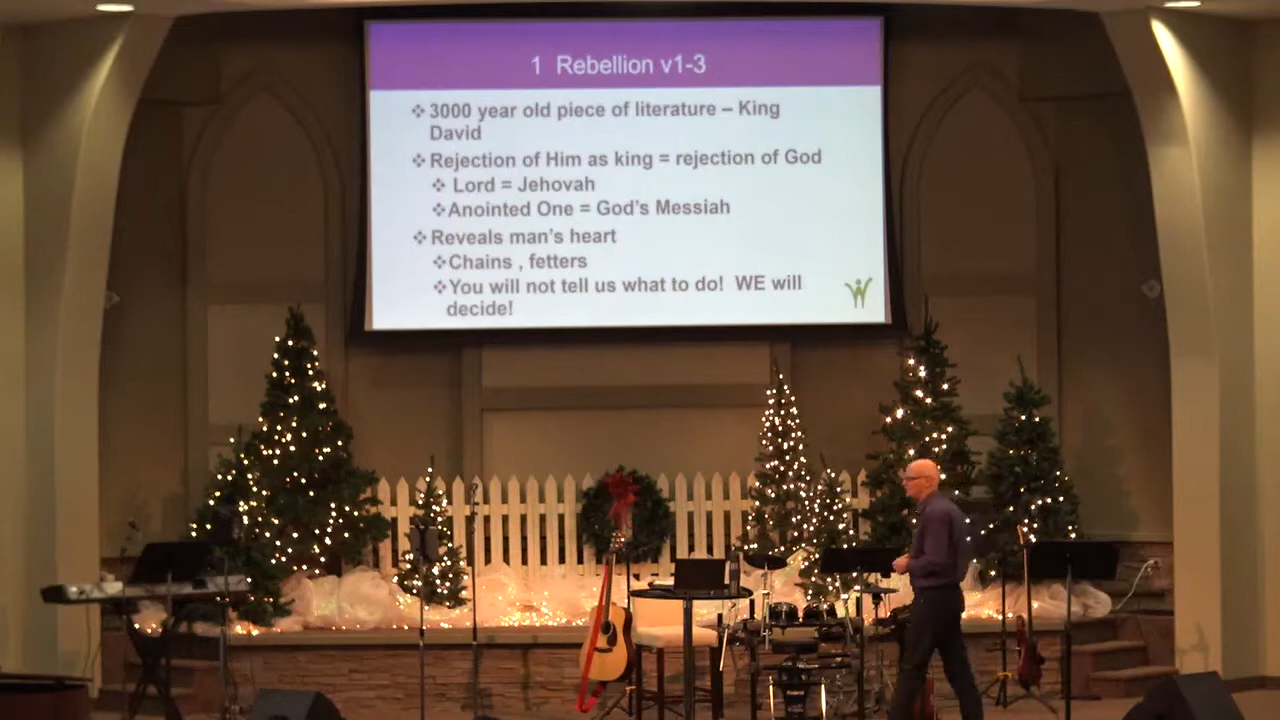 1 Rebellion v1-3
❖3000 year old piece of literature – King
David
❖Rejection of Him as king = rejection of God
❖ Lord = Jehovah
❖Anointed One = God's Messiah
❖Reveals man's heart
❖Chains , fetters
❖You will not tell us what to do! WE will
decide!
Roland